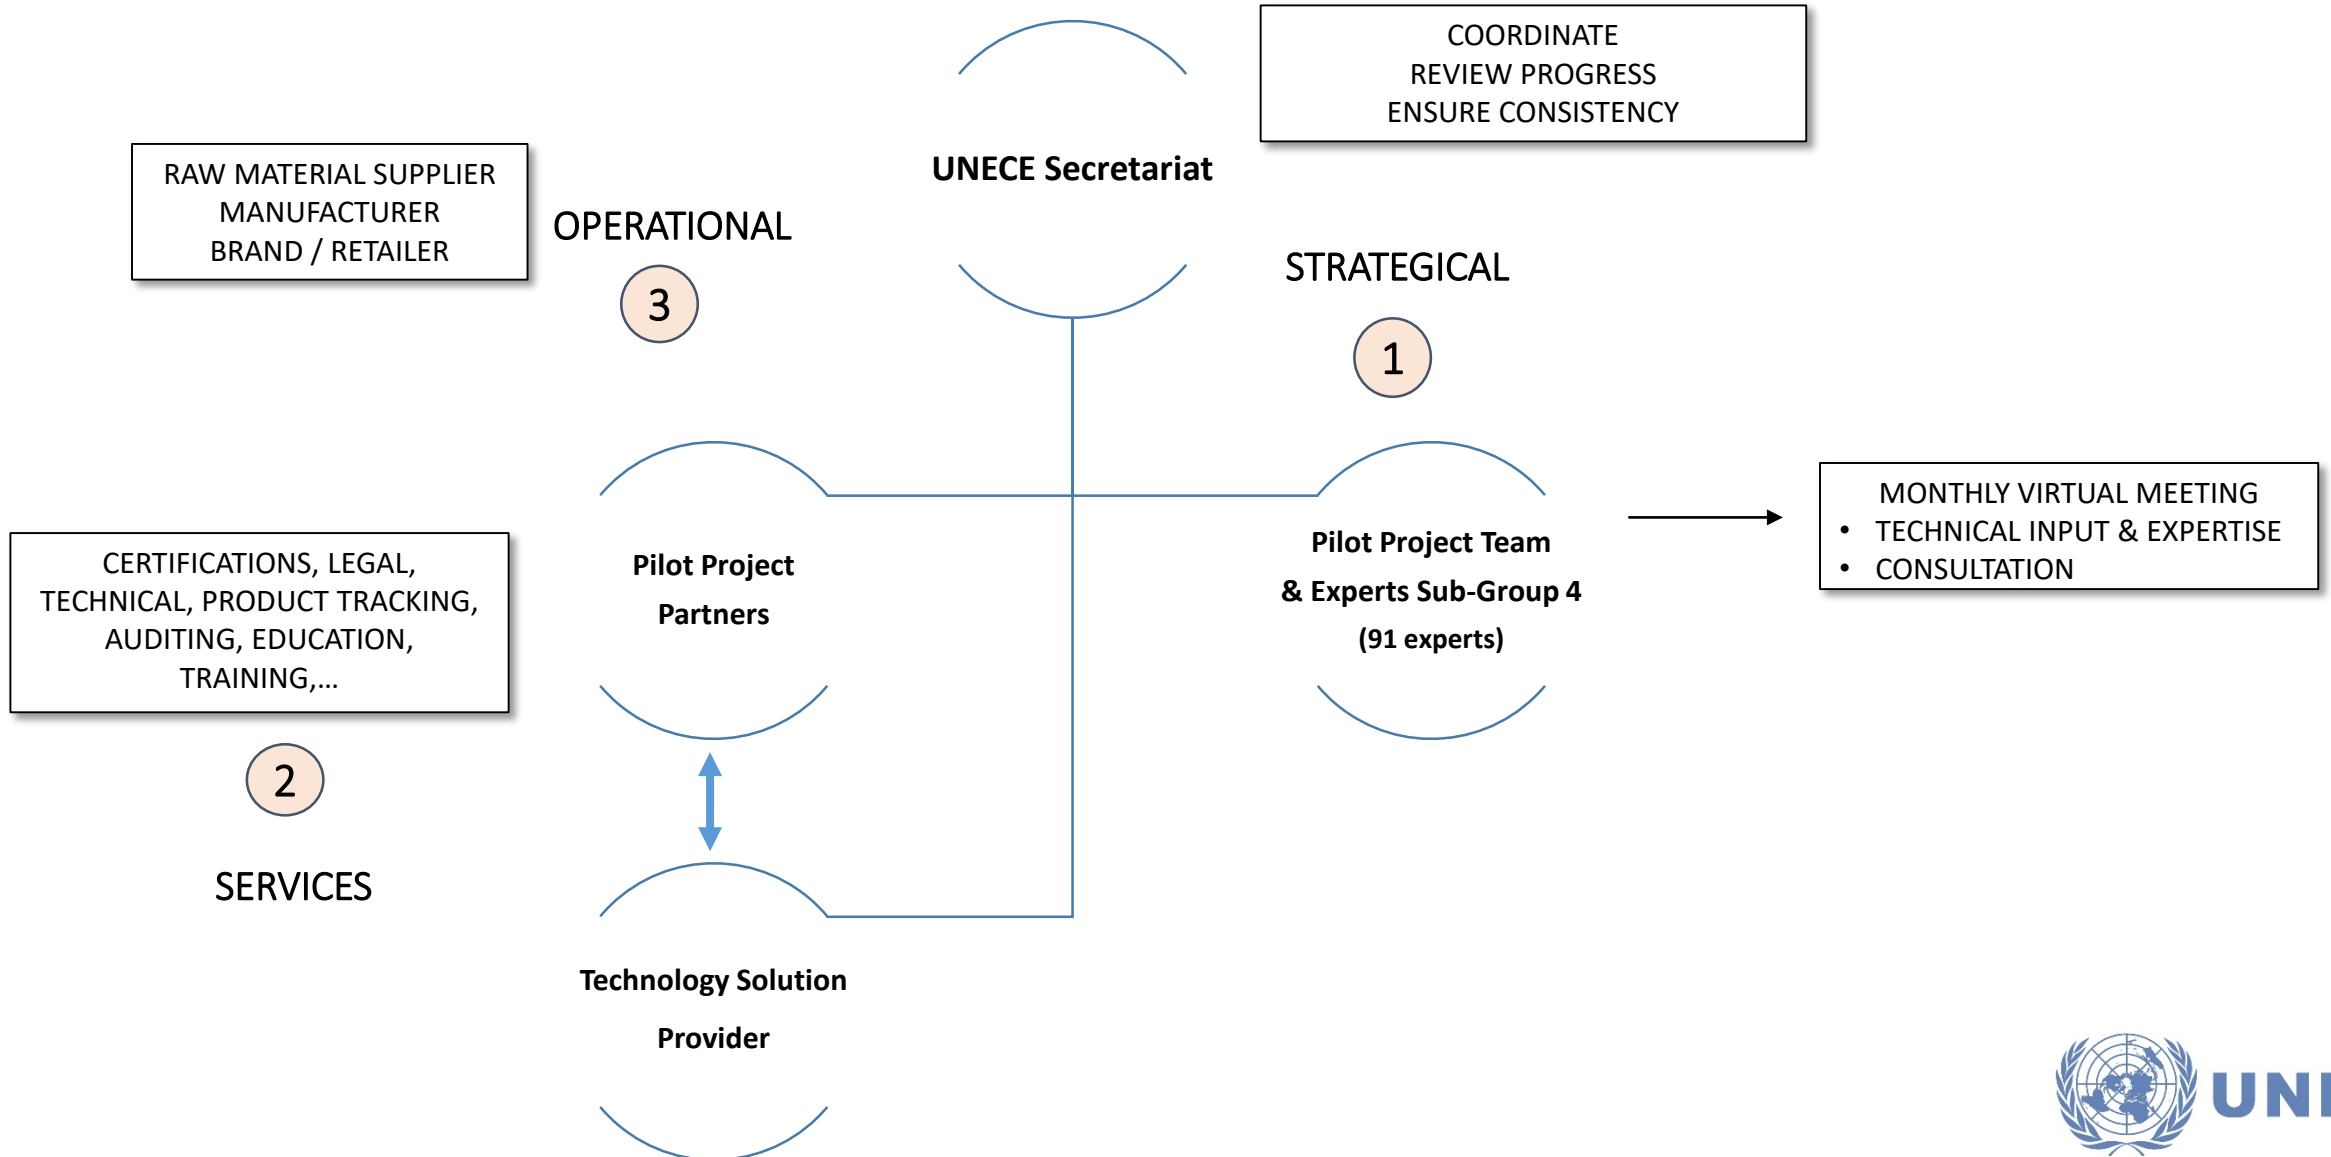 COORDINATE
REVIEW PROGRESS
ENSURE CONSISTENCY
UNECE Secretariat
RAW MATERIAL SUPPLIER
MANUFACTURER
BRAND / RETAILER
OPERATIONAL
3
STRATEGICAL
1
Pilot Project
Partners
Pilot Project Team
& Experts Sub-Group 4
(91 experts)
MONTHLY VIRTUAL MEETING
• TECHNICAL INPUT & EXPERTISE
• CONSULTATION
CERTIFICATIONS, LEGAL,
TECHNICAL, PRODUCT TRACKING,
AUDITING, EDUCATION,
TRAINING,...
2
SERVICES
Technology Solution
Provider